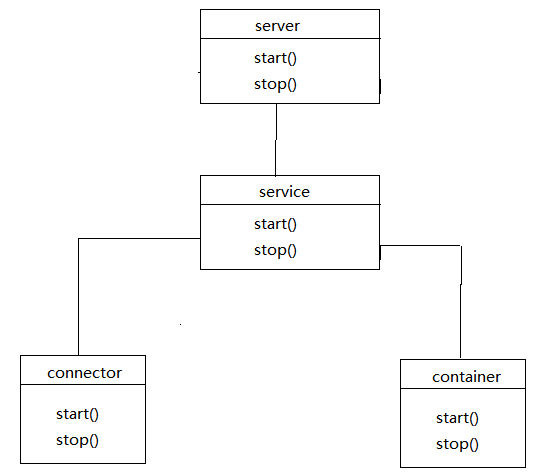 server
start()
stop()
service
start()
stop()
connector
start()
stop()
container
start()
stop()